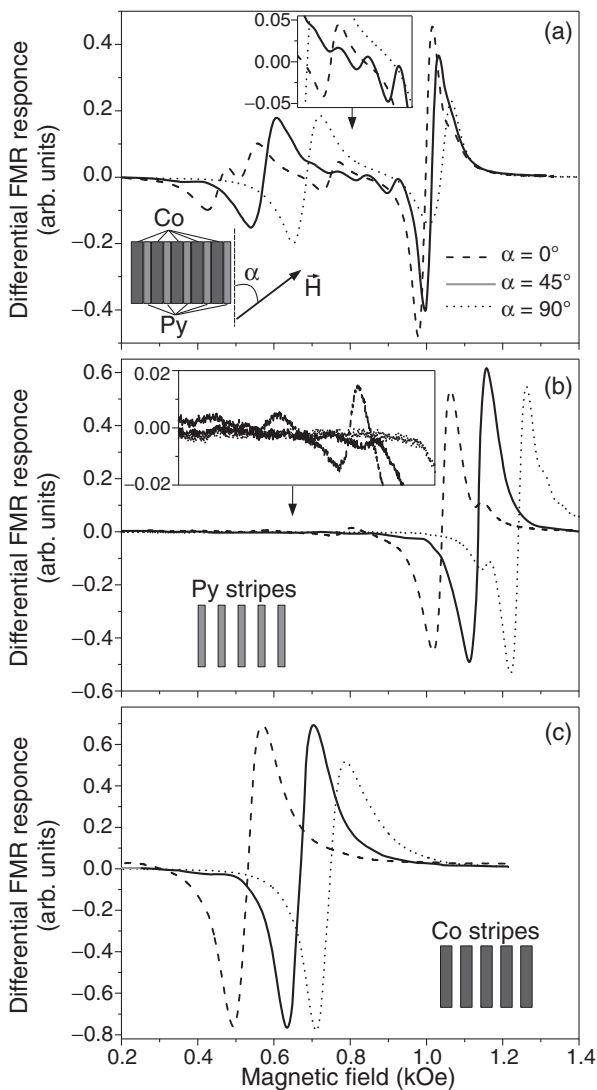 (a)
0.4
0.2
0.0
−0.2
−0.4
Differential FMR responce
(arb. units)
0.05
0.00
−0.05
Co
Py
α
H
α = 0°
α = 45°
α = 90°
(b)
0.6
0.4
0.2
0.0
−0.2
−0.4
−0.6
Differential FMR responce
(arb. units)
0.02
0.00
−0.02
Py stripes
(c)
0.6
0.4
0.2
0.0
−0.2
−0.4
−0.6
−0.8
Differential FMR responce
(arb. units)
Co stripes
0.2 0.4 0.6 0.8 1.0 1.2 1.4
Magnetic field (kOe)